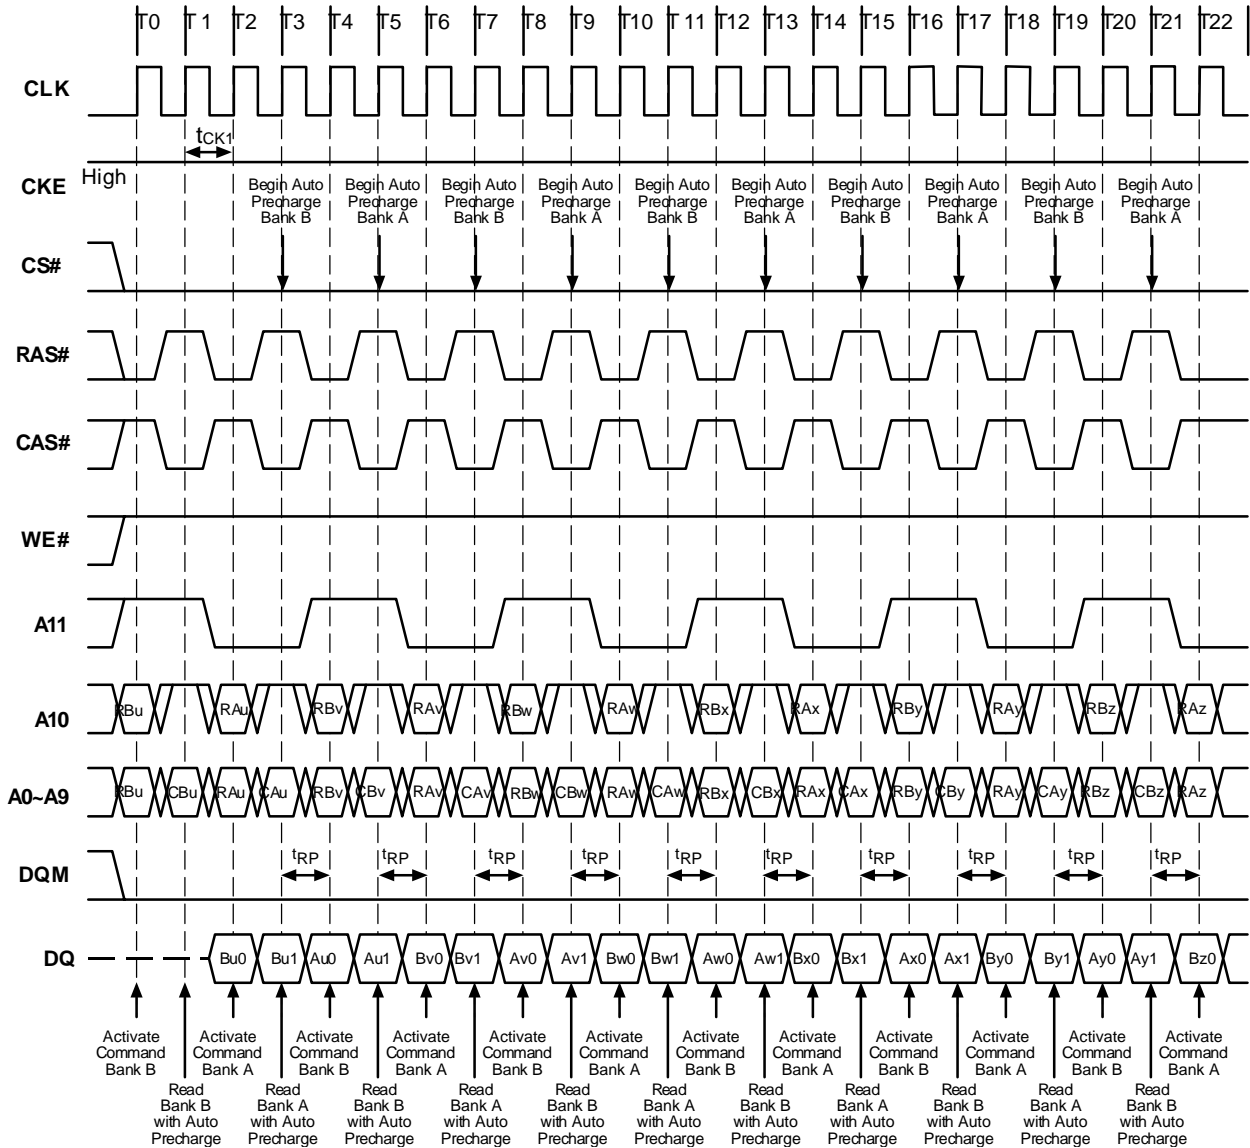 T0 T1 T2 T3 T4 T5 T6 T7 T8 T9 T10 T11 T12 T13 T14 T15 T16 T17 T18 T19 T20 T21 T22
CLK
tCK1
CKE High
Begin Auto Begin Auto Begin Auto Begin Auto Begin Auto Begin Auto Begin Auto Begin Auto Begin Auto Begin Auto
Precharge Precharge Precharge Precharge Precharge Precharge Precharge Precharge Precharge Precharge
Bank B Bank A Bank B Bank A Bank B Bank A Bank B Bank A Bank B Bank A
CS#
RAS#
CAS#
WE#
A11
A10 RBu RAu RBv RAv RBw RAw RBx RAx RBy RAy RBz RAz
A0~A9 RBu CBu RAu CAu RBv CBv RAv CAv RBw CBw RAw CAw RBx CBx RAx CAx RBy CBy RAy CAy RBz CBz RAz
DQM tRP tRP tRP tRP tRP tRP tRP tRP tRP tRP
DQ Bu0 Bu1 Au0 Au1 Bv0 Bv1 Av0 Av1 Bw0 Bw1 Aw0 Aw1 Bx0 Bx1 Ax0 Ax1 By0 By1 Ay0 Ay1 Bz0
Activate Activate Activate Activate Activate Activate Activate Activate Activate Activate Activate Activate
Command Command Command Command Command Command Command Command Command Command Command Command
Bank B Bank A Bank B Bank A Bank B Bank A Bank B Bank A Bank B Bank A Bank B Bank A
Read Read Read Read Read Read Read Read Read Read Read
Bank B Bank A Bank B Bank A Bank B Bank A Bank B Bank A Bank B Bank A Bank B
with Auto with Auto with Auto with Auto with Auto with Auto with Auto with Auto with Auto with Auto with Auto
Precharge Precharge Precharge Precharge Precharge Precharge Precharge Precharge Precharge Precharge Precharge